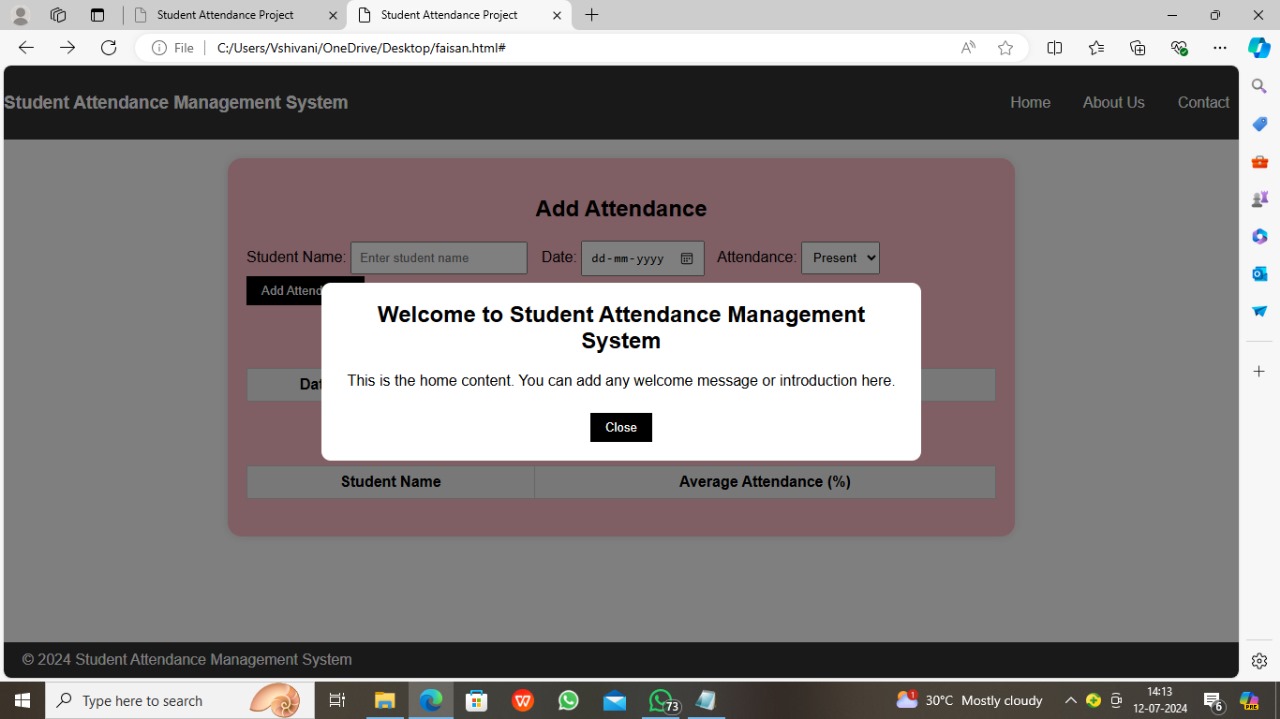 Student Attendance Project
Student Attendance Project
File
C:/Users/Vshivani/OneDrive/Desktop/faisan.html#
Student Attendance Management System
Home About Us Contact
Add Attendance
Student Name: Enter student name Date: dd-mm-yyyy Attendance: Present
Add Attend
Welcome to Student Attendance Management
System
This is the home content. You can add any welcome message or introduction here.
Dat
Close
Student Name Average Attendance (%)
© 2024 Student Attendance Management System
Type here to search
73
1
30°C Mostly cloudy
14:13
12-07-2024
6
PRE